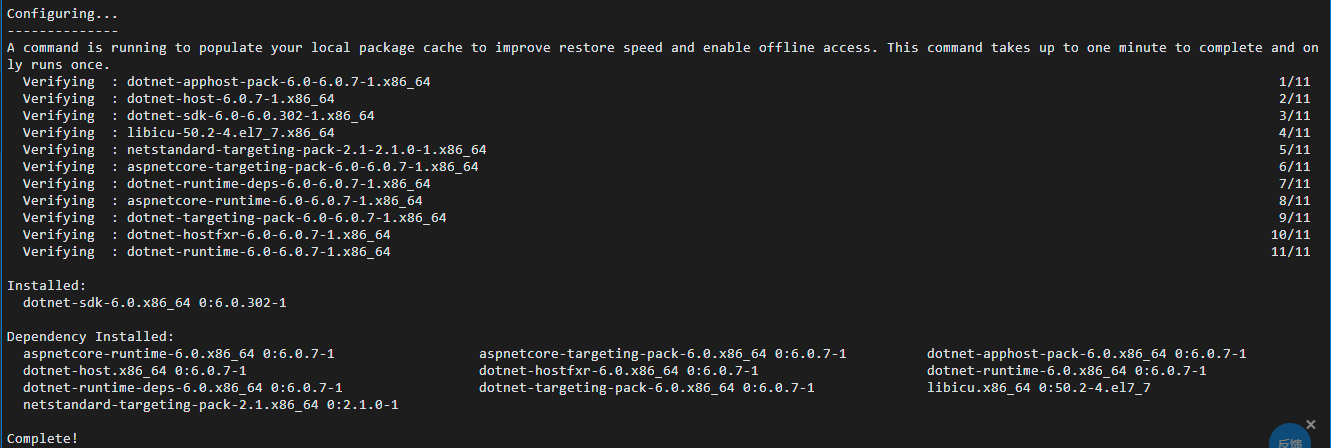 Configuring...
--------------
A command is running to populate your local package cache to improve restore speed and enable offline access. This command takes up to one minute to complete and on
ly runs once.
  Verifying  : dotnet-apphost-pack-6.0-6.0.7-1.x86_64 1/11
  Verifying  : dotnet-host-6.0.7-1.x86_64 2/11
  Verifying  : dotnet-sdk-6.0-6.0.302-1.x86_64 3/11
  Verifying  : libicu-50.2-4.el7_7.x86_64 4/11
  Verifying  : netstandard-targeting-pack-2.1-2.1.0-1.x86_64 5/11
  Verifying  : aspnetcore-targeting-pack-6.0-6.0.7-1.x86_64 6/11
  Verifying  : dotnet-runtime-deps-6.0-6.0.7-1.x86_64 7/11
  Verifying  : aspnetcore-runtime-6.0-6.0.7-1.x86_64 8/11
  Verifying  : dotnet-targeting-pack-6.0-6.0.7-1.x86_64 9/11
  Verifying  : dotnet-hostfxr-6.0-6.0.7-1.x86_64 10/11
  Verifying  : dotnet-runtime-6.0-6.0.7-1.x86_64 11/11
Installed:
  dotnet-sdk-6.0.x86_64 0:6.0.302-1
Dependency Installed:
  aspnetcore-runtime-6.0.x86_64 0:6.0.7-1 aspnetcore-targeting-pack-6.0.x86_64 0:6.0.7-1 dotnet-apphost-pack-6.0.x86_64 0:6.0.7-1
  dotnet-host.x86_64 0:6.0.7-1 dotnet-hostfxr-6.0.x86_64 0:6.0.7-1 dotnet-runtime-6.0.x86_64 0:6.0.7-1
  dotnet-runtime-deps-6.0.x86_64 0:6.0.7-1 dotnet-targeting-pack-6.0.x86_64 0:6.0.7-1 libicu.x86_64 0:50.2-4.el7_7
  netstandard-targeting-pack-2.1.x86_64 0:2.1.0-1
Complete!
反馈